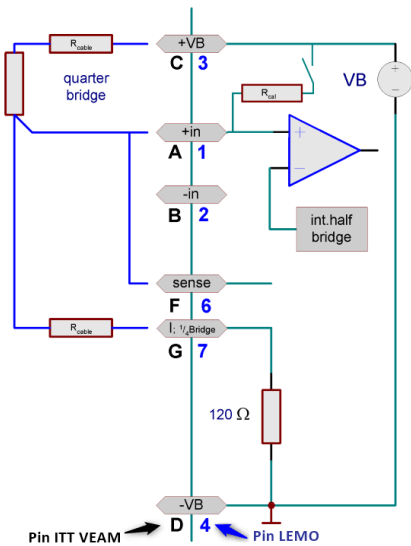 Rcable
+VB
C 3
quarter
bridge
Rcal
VB
+in
A 1
-in
B 2
int.half
bridge
sense
F 6
Rcable
I: 1/4Bridge
G 7
120 Ω
-VB
D 4
Pin ITT VEAM
Pin LEMO